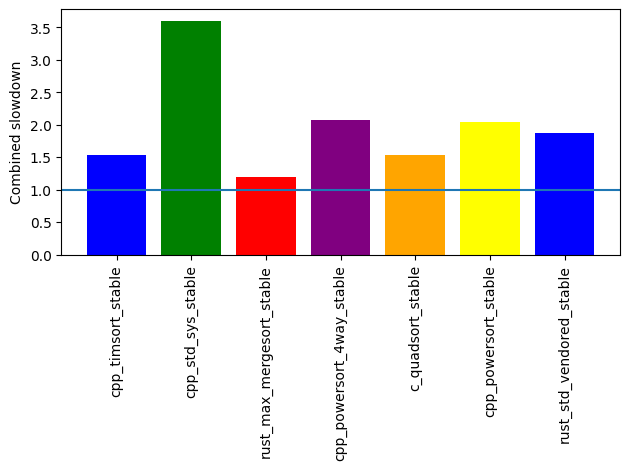 Combined slowdown
3.5
3.0
2.5
2.0
1.5
1.0
0.5
0.0
cpp_timsort_stable
cpp_std_sys_stable
rust_max_mergesort_stable
cpp_powersort_4way_stable
c_quadsort_stable
cpp_powersort_stable
rust_std_vendored_stable